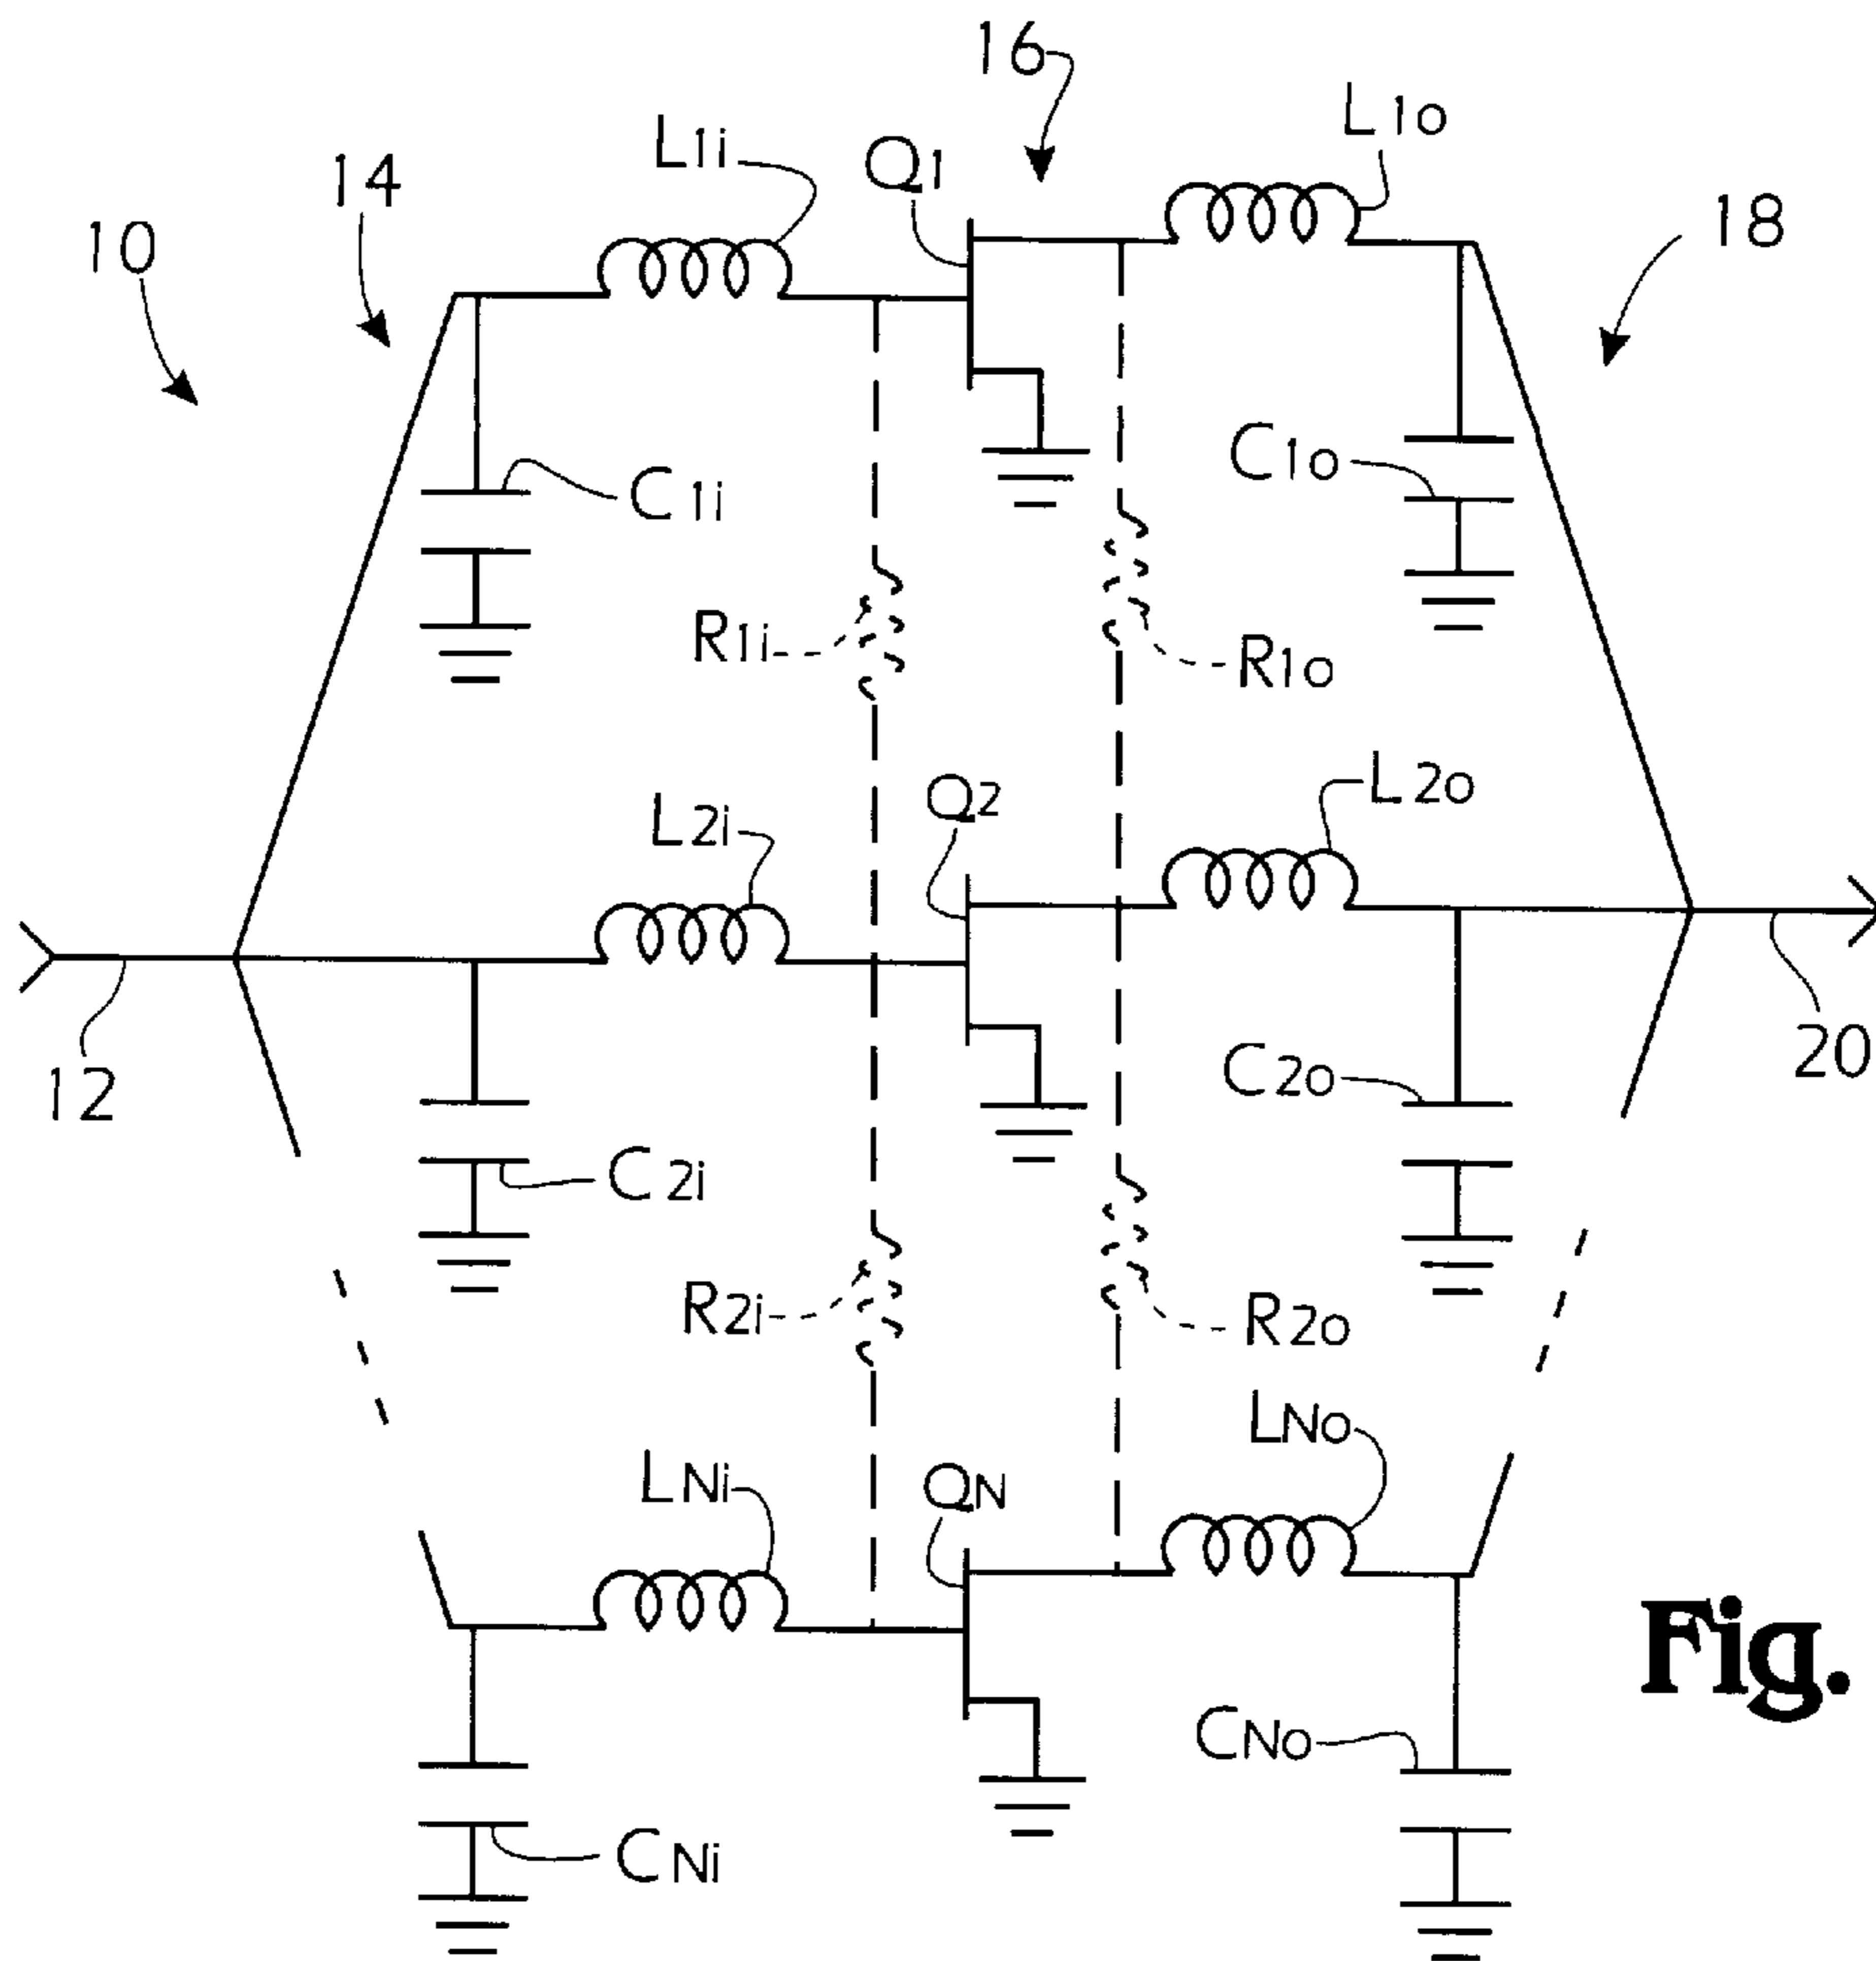 16
L1o
L1i
Q1
14
18
10
C1o
C1i
R1i
R1o
L2o
Q2
L2i
20
12
C2o
C2i
R2i
R2o
LNo
LNi
QN
Fig.
CNo
CNi